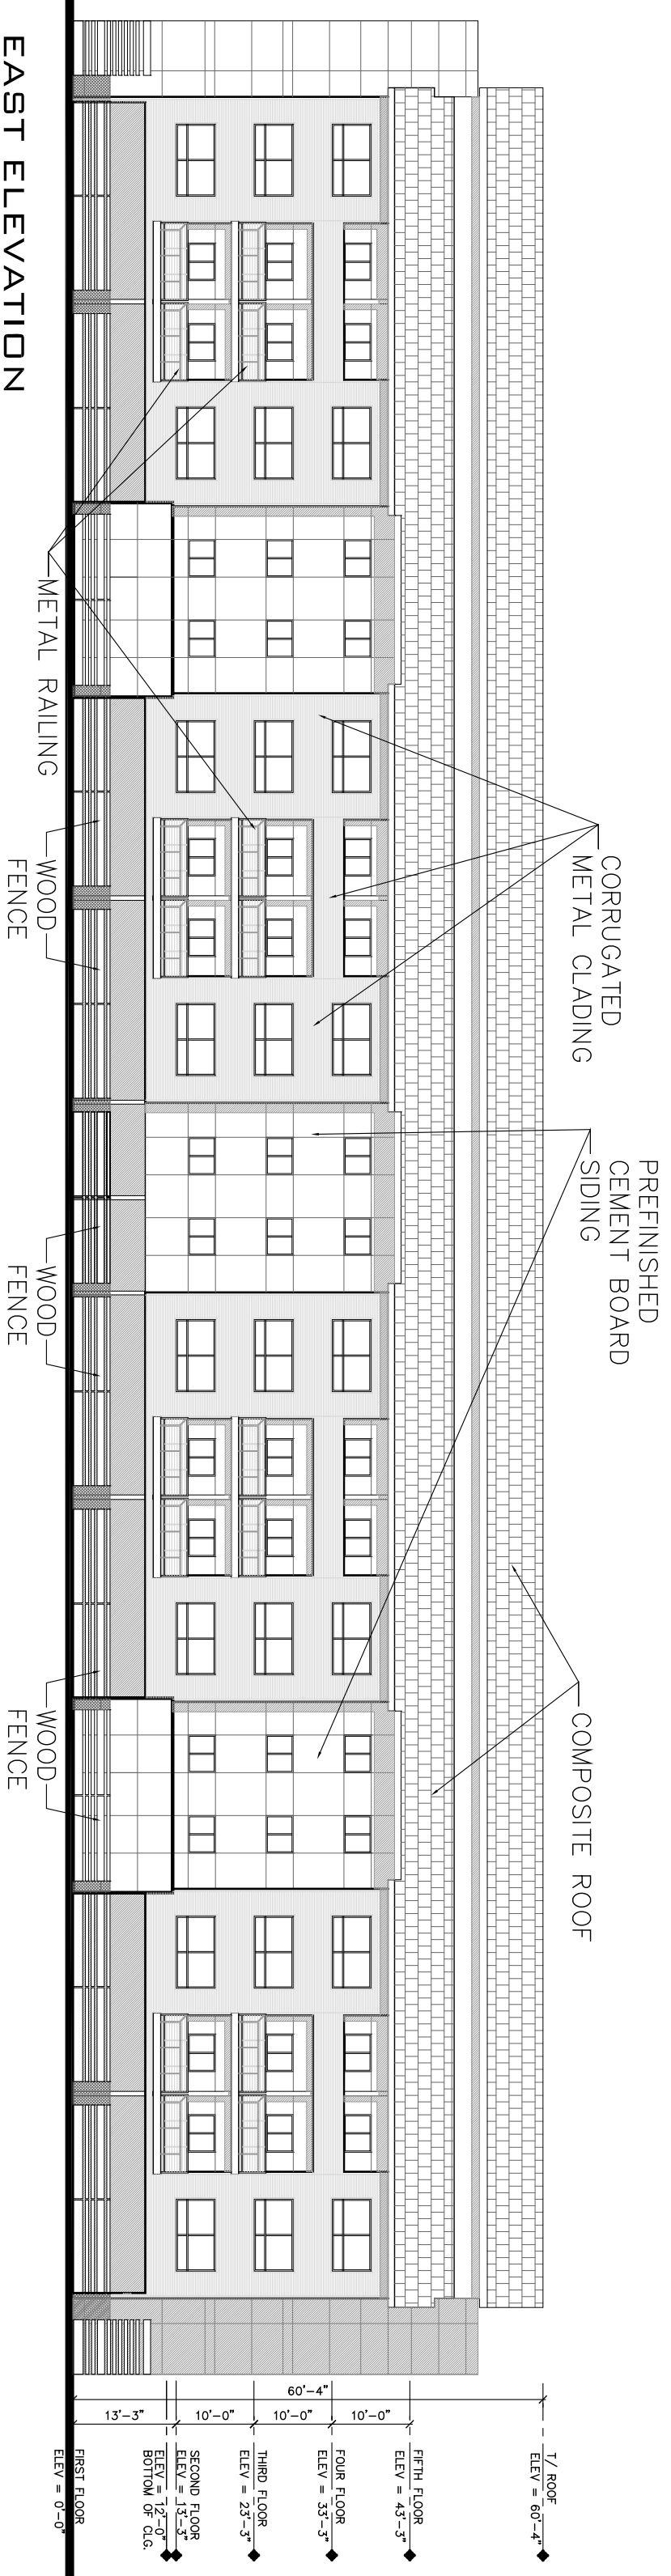 PREFINISHED
CEMENT BOARD
SIDING
CORRUGATED
METAL CLADING
COMPOSITE ROOF
T/ ROOF
ELEV = 60'-4"
FIFTH FLOOR
ELEV = 43'-3"
FOUR FLOOR
ELEV = 33'-3"
THIRD FLOOR
ELEV = 23'-3"
SECOND FLOOR
ELEV = 13'-3"
ELEV = 12'-0"
BOTTOM OF CLG.
FIRST FLOOR
ELEV = 0'-0"
60'-4"
13'-3"
10'-0"
10'-0"
10'-0"
METAL RAILING
WOOD
FENCE
WOOD
FENCE
WOOD
FENCE
EAST ELEVATION